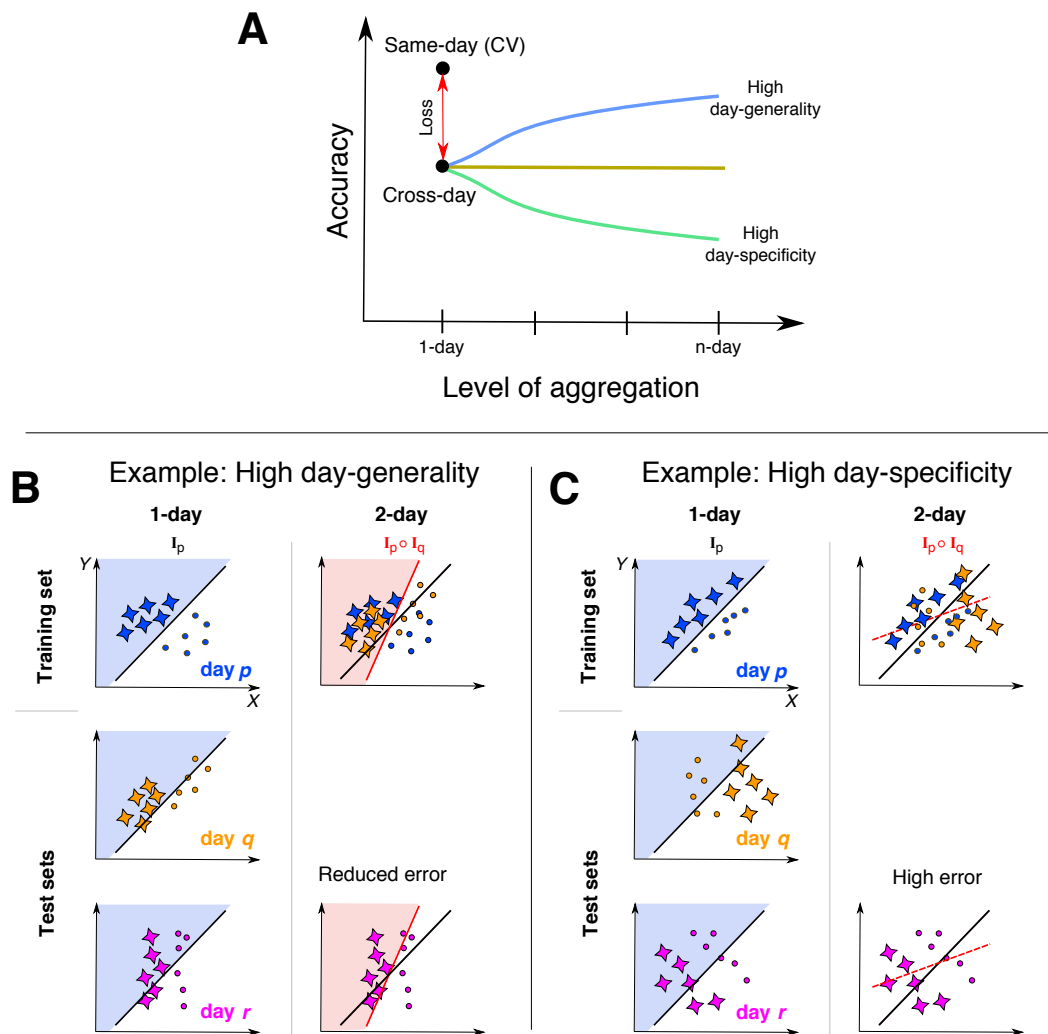 A
Same-day (CV)
Loss
Cross-day
High
day-generality
High
day-specificity
Accuracy
1-day
n-day
Level of aggregation
B
Example: High day-generality
1-day
2-day
Iₚ
Iₚ ∘ I_q
Training set
Y
X
day p
day q
Test sets
Reduced error
day r
C
Example: High day-specificity
1-day
2-day
Iₚ
Iₚ ∘ I_q
Training set
Y
X
day p
day q
Test sets
High error
day r